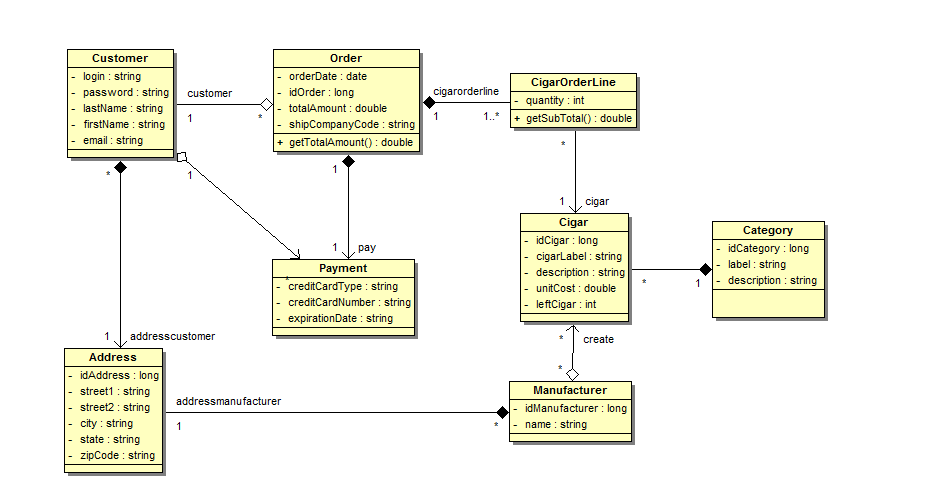 Customer
- login : string
- password : string
- lastName : string
- firstName : string
- email : string
customer
1
*
Order
- orderDate : date
- idOrder : long
- totalAmount : double
- shipCompanyCode : string
+ getTotalAmount() : double
cigarorderline
1
1..*
CigarOrderLine
- quantity : int
+ getSubTotal() : double
*
1
cigar
*
1
1
1
pay
*
Payment
- creditCardType : string
- creditCardNumber : string
- expirationDate : string
Cigar
- idCigar : long
- cigarLabel : string
- description : string
- unitCost : double
- leftCigar : int
*
1
Category
- idCategory : long
- label : string
- description : string
*
create
*
1
addresscustomer
Address
- idAddress : long
- street1 : string
- street2 : string
- city : string
- state : string
- zipCode : string
addressmanufacturer
1
*
Manufacturer
- idManufacturer : long
- name : string